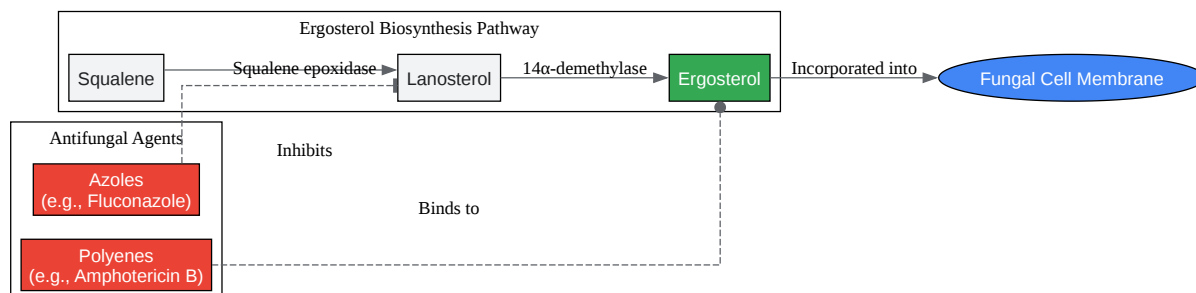 Ergosterol Biosynthesis Pathway
Squalene
Squalene epoxidase
Lanosterol
14α-demethylase
Ergosterol
Incorporated into
Fungal Cell Membrane
Antifungal Agents
Inhibits
Azoles
(e.g., Fluconazole)
Binds to
Polyenes
(e.g., Amphotericin B)